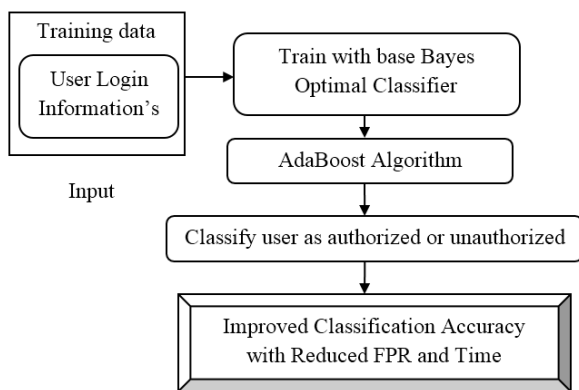 Training data
User Login
Information's
Input
Train with base Bayes
Optimal Classifier
AdaBoost Algorithm
Classify user as authorized or unauthorized
Improved Classification Accuracy
with Reduced FPR and Time